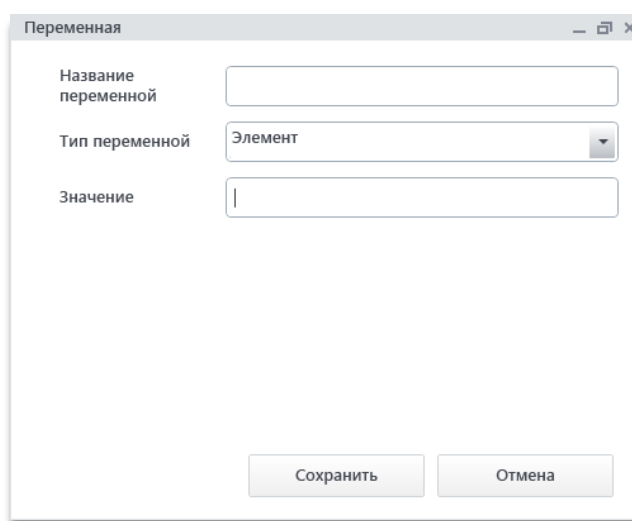 Переменная
Название
переменной
Тип переменной
Элемент
Значение
Сохранить
Отмена